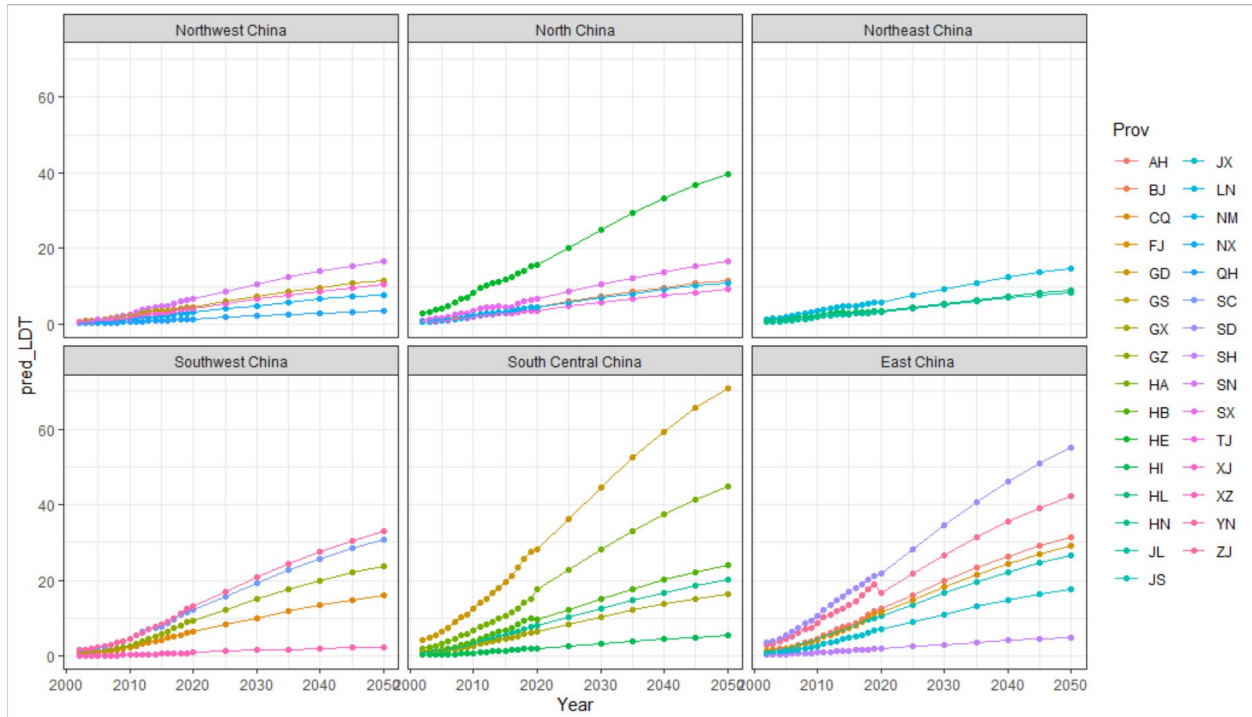 Northwest China
North China
Northeast China
60
40
20
0
Southwest China
South Central China
East China
60
40
20
0
pred_LDT
2000 2010 2020 2030 2040 2050
2000 2010 2020 2030 2040 2050
2000 2010 2020 2030 2040 2050
Year
Prov
AH JX
BJ LN
CQ NM
FJ NX
GD QH
GS SC
GX SD
GZ SH
HA SN
HB SX
HE TJ
HI XJ
HL XZ
HN YN
JL ZJ
JS